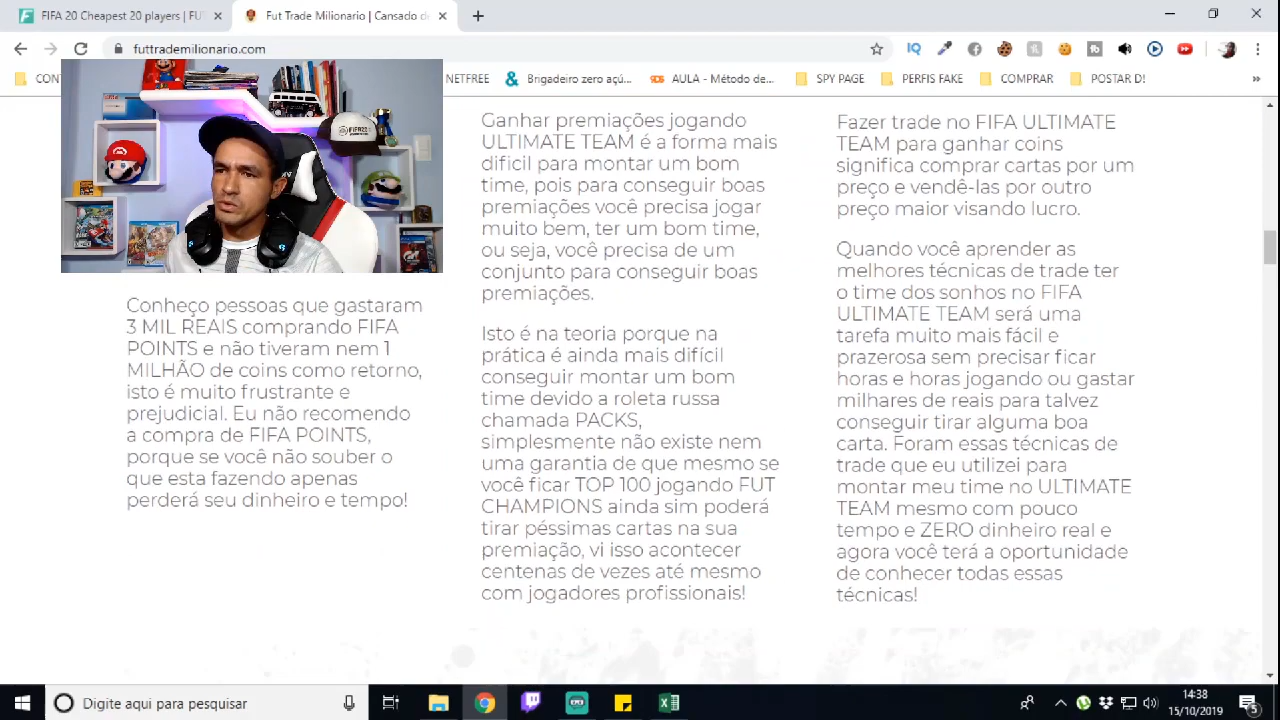 FIFA 20 Cheapest 20 players | FUT
Fut Trade Milionario | Cansado de
futtrademilionario.com
NETFREE
Brigadeiro zero açú...
AULA - Método de...
SPY PAGE
PERFIS FAKE
COMPRAR
POSTAR D!
Conheço pessoas que gastaram
3 MIL REAIS comprando FIFA
POINTS e não tiveram nem 1
MILHÃO de coins como retorno,
isto é muito frustrante e
prejudicial. Eu não recomendo
a compra de FIFA POINTS,
porque se você não souber o
que esta fazendo apenas
perderá seu dinheiro e tempo!
Ganhar premiações jogando
ULTIMATE TEAM é a forma mais
dificil para montar um bom
time, pois para conseguir boas
premiações você precisa jogar
muito bem, ter um bom time,
ou seja, você precisa de um
conjunto para conseguir boas
premiações.
Isto é na teoria porque na
prática é ainda mais difícil
conseguir montar um bom
time devido a roleta russa
chamada PACKS,
simplesmente não existe nem
uma garantia de que mesmo se
você ficar TOP 100 jogando FUT
CHAMPIONS ainda sim poderá
tirar péssimas cartas na sua
premiação, vi isso acontecer
centenas de vezes até mesmo
com jogadores profissionais!
Fazer trade no FIFA ULTIMATE
TEAM para ganhar coins
significa comprar cartas por um
preço e vendê-las por outro
preço maior visando lucro.
Quando você aprender as
melhores técnicas de trade ter
o time dos sonhos no FIFA
ULTIMATE TEAM será uma
tarefa muito mais fácil e
prazerosa sem precisar ficar
horas e horas jogando ou gastar
milhares de reais para talvez
conseguir tirar alguma boa
carta. Foram essas técnicas de
trade que eu utilizei para
montar meu time no ULTIMATE
TEAM mesmo com pouco
tempo e ZERO dinheiro real e
agora você terá a oportunidade
de conhecer todas essas
técnicas!
Digite aqui para pesquisar
14:38
15/10/2019
5